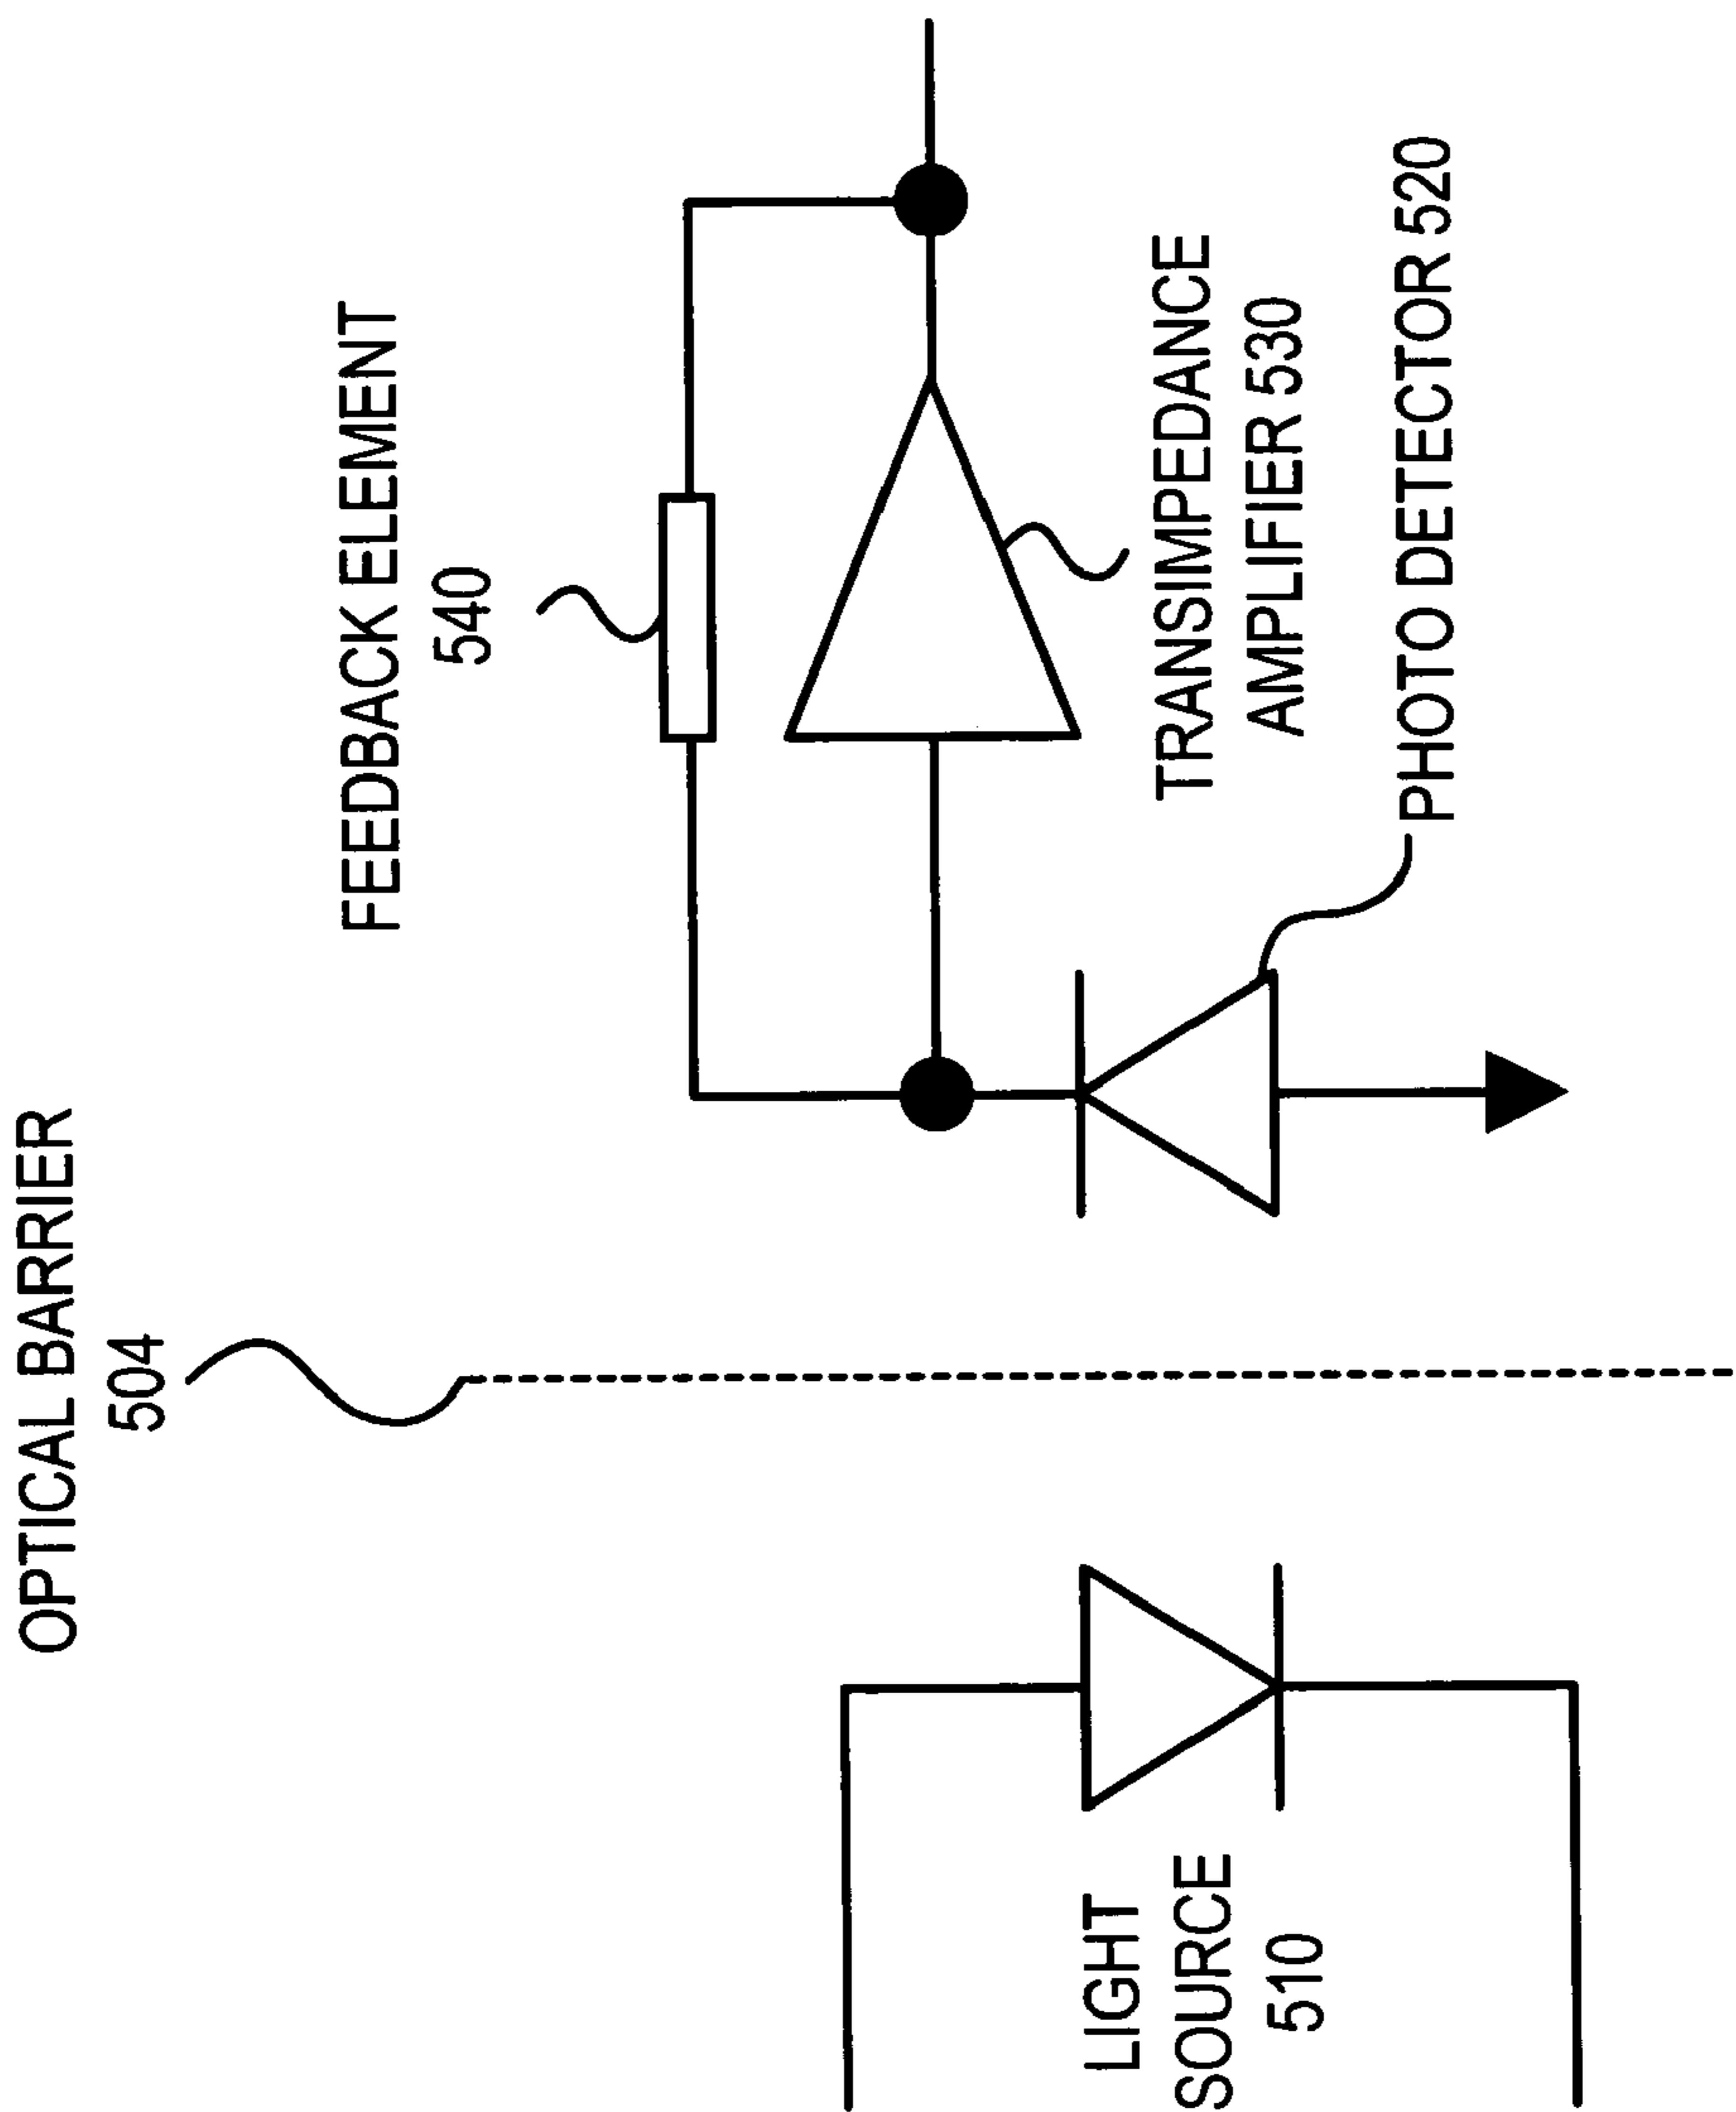 OPTICAL BARRIER
504
FEEDBACK ELEMENT
540
LIGHT
SOURCE
510
TRANSIMPEDANCE
AMPLIFIER 530
PHOTO DETECTOR 520